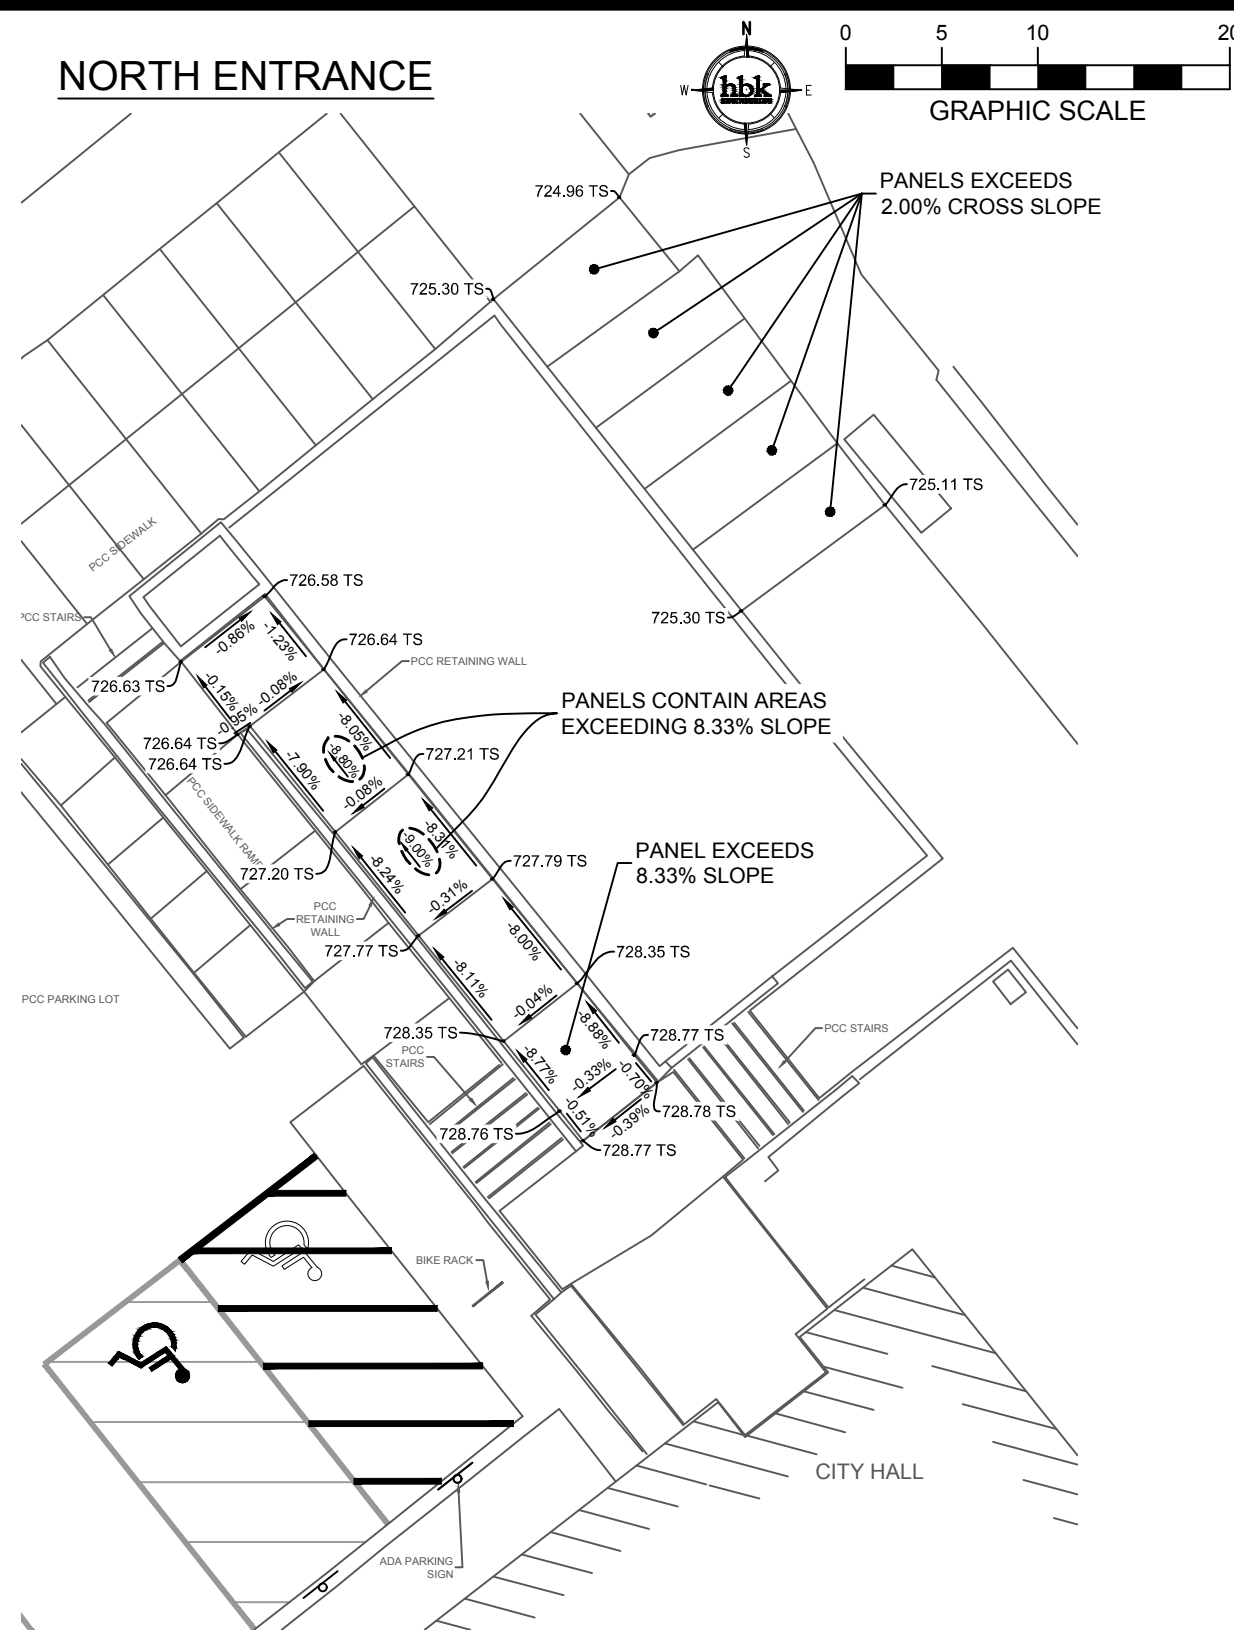 NORTH ENTRANCE
N
W
E
S
hbk
0 5 10 20
GRAPHIC SCALE
PANELS EXCEEDS
2.00% CROSS SLOPE
724.96 TS
725.30 TS
725.11 TS
725.30 TS
PCC SIDEWALK
PCC STAIRS
726.58 TS
726.64 TS
PCC RETAINING WALL
-0.86%
-1.23%
726.63 TS
-0.15%
-0.08%
-0.95%
726.64 TS
726.64 TS
PANELS CONTAIN AREAS
EXCEEDING 8.33% SLOPE
-8.05%
-8.80%
-7.90%
727.21 TS
-0.08%
PCC SIDEWALK RAMP
-8.31%
-9.00%
727.20 TS
-8.24%
727.79 TS
-0.31%
PANEL EXCEEDS
8.33% SLOPE
PCC
RETAINING
WALL
727.77 TS
-8.00%
-8.11%
728.35 TS
-0.04%
PCC PARKING LOT
728.35 TS
PCC
STAIRS
-8.88%
-8.77%
728.77 TS
-0.33%
-0.70%
PCC STAIRS
728.78 TS
-0.51%
-0.39%
728.76 TS
728.77 TS
BIKE RACK
CITY HALL
ADA PARKING
SIGN